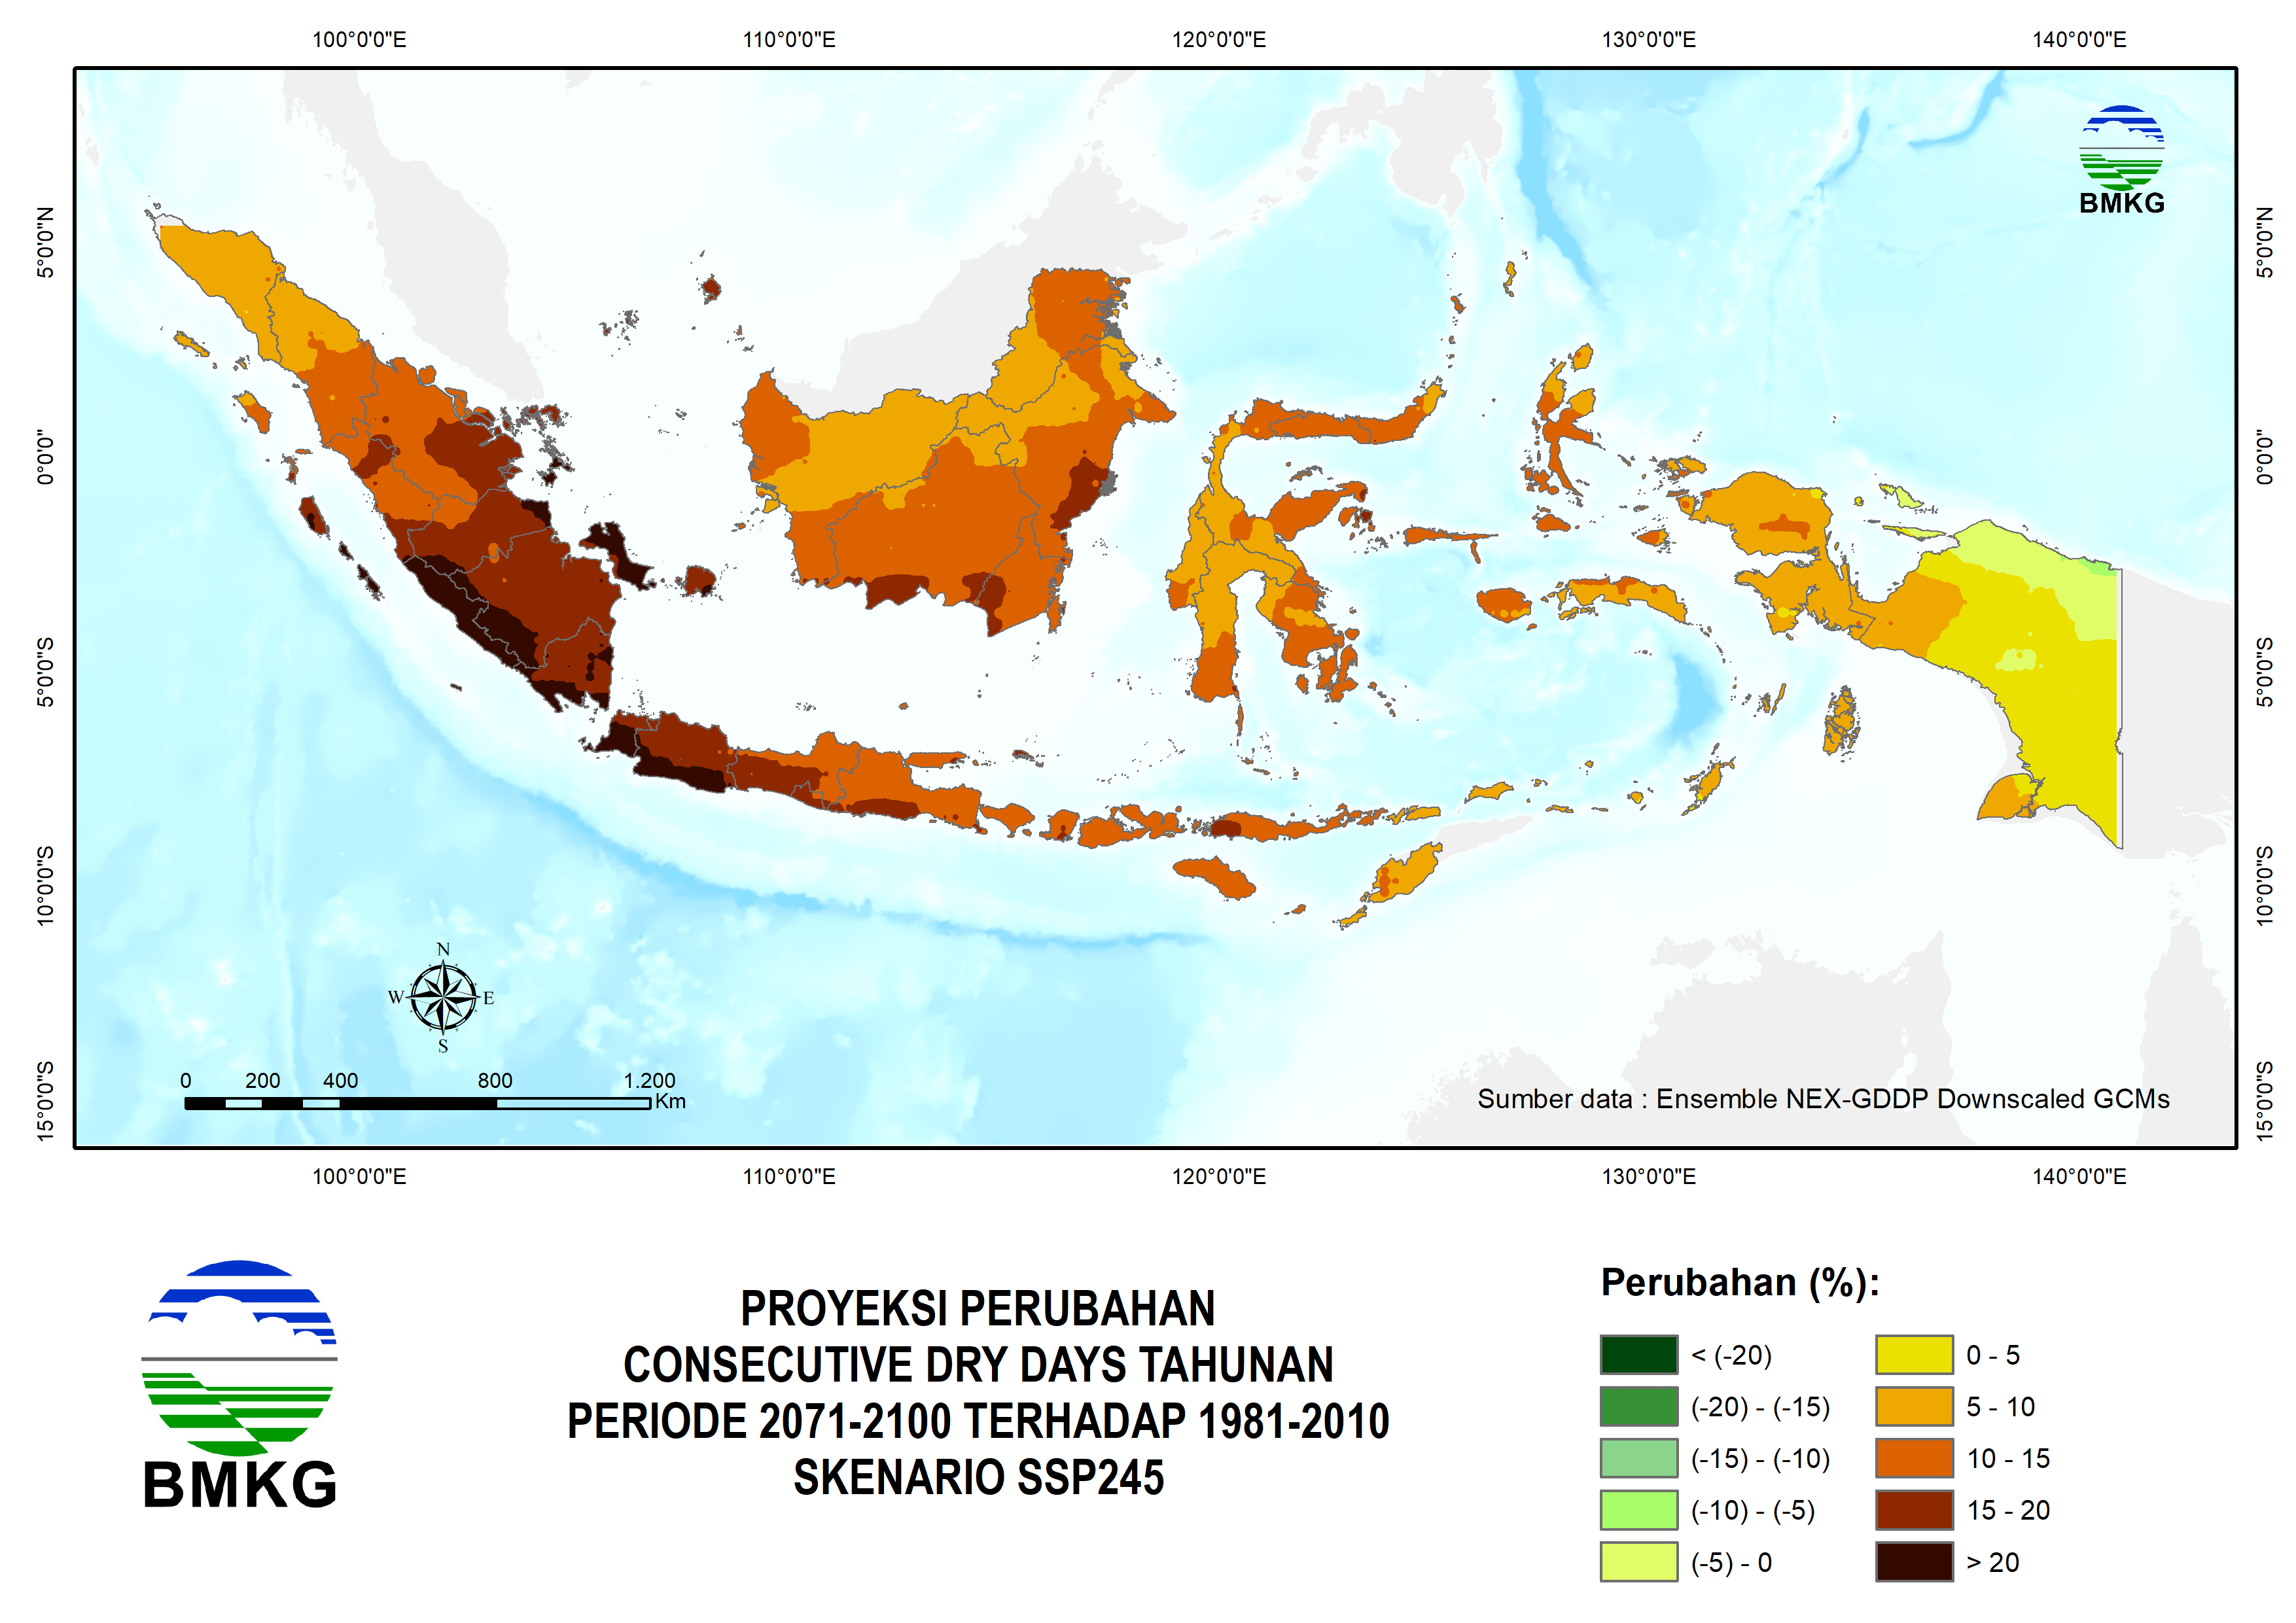 100°0'0"E 110°0'0"E 120°0'0"E 130°0'0"E 140°0'0"E
5°0'0"N
0°0'0"
5°0'0"S
10°0'0"S
15°0'0"S
5°0'0"N
0°0'0"
5°0'0"S
10°0'0"S
15°0'0"S
BMKG
N
W E
S
0 200 400 800 1.200
Km
Sumber data : Ensemble NEX-GDDP Downscaled GCMs
100°0'0"E 110°0'0"E 120°0'0"E 130°0'0"E 140°0'0"E
BMKG
PROYEKSI PERUBAHAN
CONSECUTIVE DRY DAYS TAHUNAN
PERIODE 2071-2100 TERHADAP 1981-2010
SKENARIO SSP245
Perubahan (%):
< (-20)
(-20) - (-15)
(-15) - (-10)
(-10) - (-5)
(-5) - 0
0 - 5
5 - 10
10 - 15
15 - 20
> 20